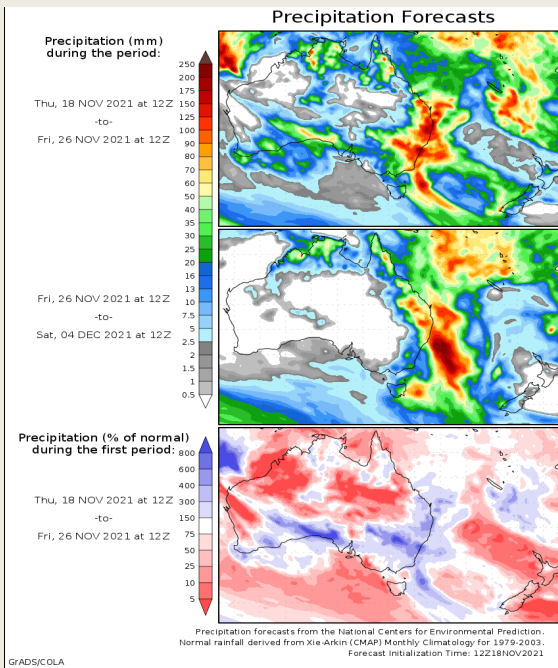 Precipitation Forecasts
Precipitation (mm)
during the period:
Thu, 18 NOV 2021 at 12Z
-to-
Fri, 26 NOV 2021 at 12Z
250
200
175
150
125
100
90
80
70
60
50
40
35
30
25
20
16
13
10
7.5
5
2.5
2
1.5
1
0.5
Fri, 26 NOV 2021 at 12Z
-to-
Sat, 04 DEC 2021 at 12Z
Precipitation (% of normal)
during the first period:
Thu, 18 NOV 2021 at 12Z
-to-
Fri, 26 NOV 2021 at 12Z
800
600
400
300
150
75
50
25
10
5
Precipitation forecasts from the National Centers for Environmental Prediction.
Normal rainfall derived from Xie-Arkin (CMAP) Monthly Climatology for 1979-2003.
Forecast Initialization Time: 12Z18NOV2021
GrADS/COLA